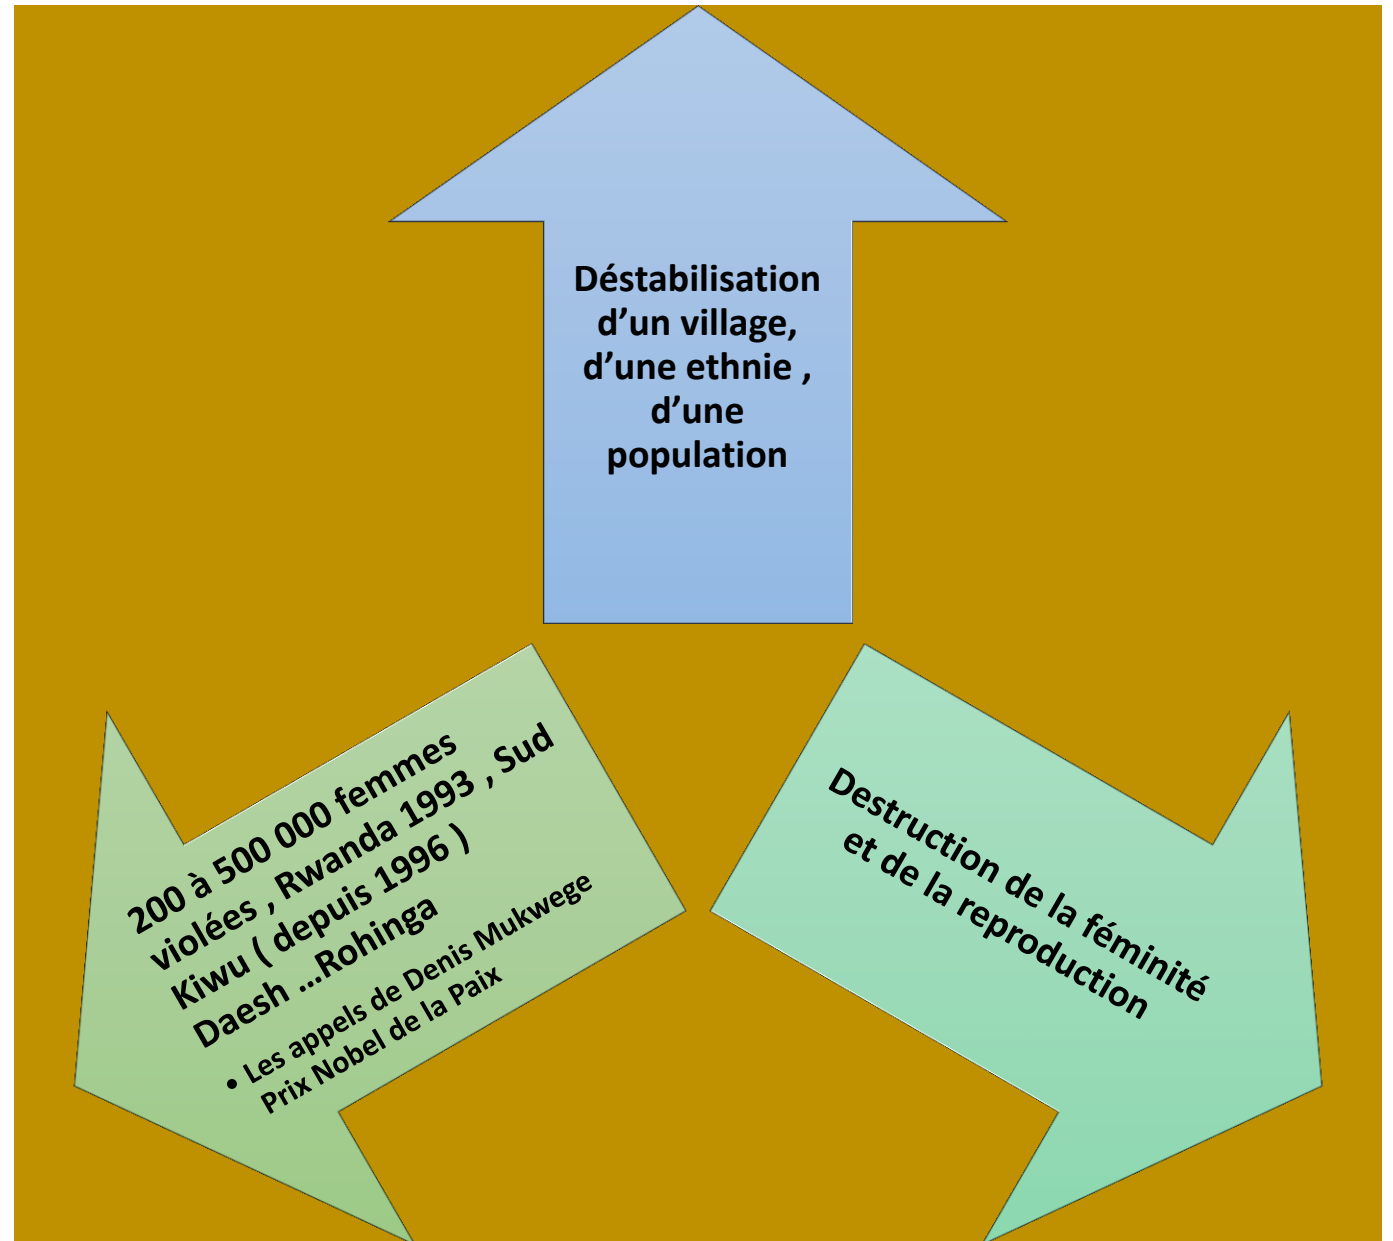 Déstabilisation
d’un village,
d’une ethnie ,
d’une
population
200 à 500 000 femmes
violées , Rwanda 1993 , Sud
Kiwu ( depuis 1996 )
Daesh ...Rohinga
• Les appels de Denis Mukwege
Prix Nobel de la Paix
Destruction de la féminité
et de la reproduction